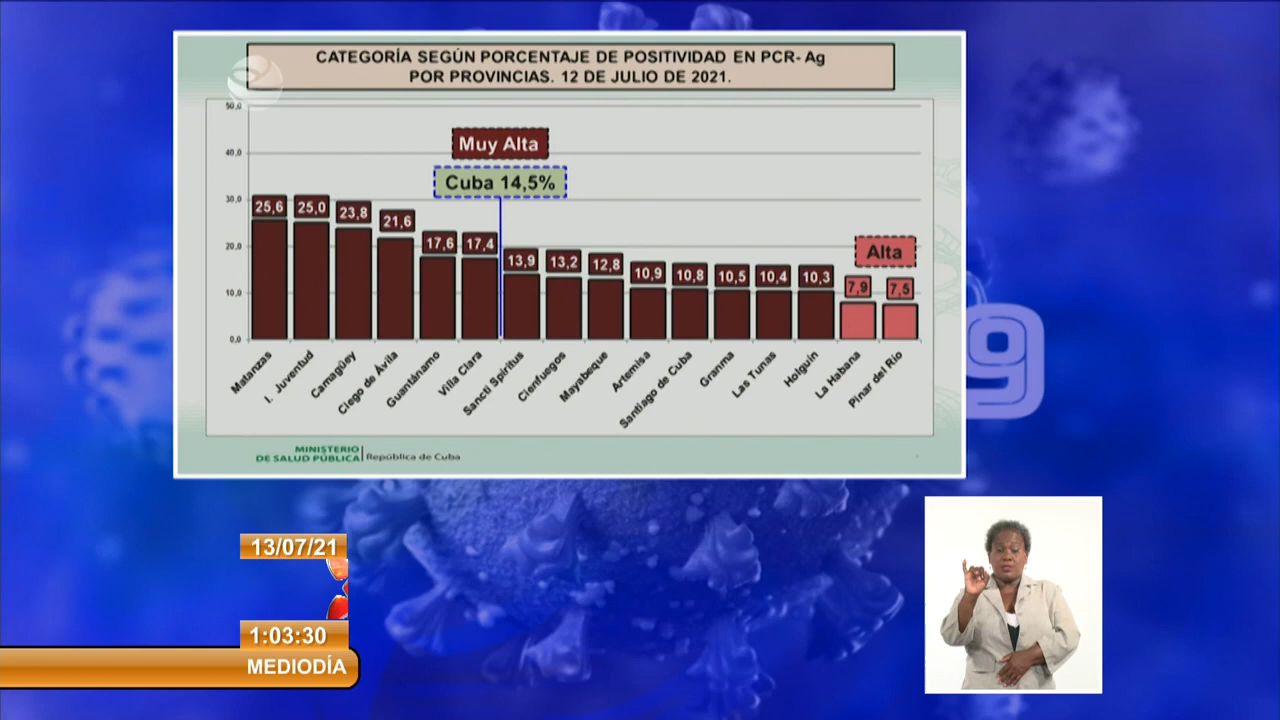 CATEGORÍA SEGÚN PORCENTAJE DE POSITIVIDAD EN PCR- Ag
POR PROVINCIAS. 12 DE JULIO DE 2021.
50,0
40,0
30,0
20,0
10,0
0,0
Muy Alta
Cuba 14,5%
Alta
25,6
25,0
23,8
21,6
17,6
17,4
13,9
13,2
12,8
10,9
10,8
10,5
10,4
10,3
7,9
7,5
Matanzas
I. Juventud
Camagüey
Ciego de Ávila
Guantánamo
Villa Clara
Sancti Spíritus
Cienfuegos
Mayabeque
Artemisa
Santiago de Cuba
Granma
Las Tunas
Holguín
La Habana
Pinar del Río
MINISTERIO
DE SALUD PÚBLICA
República de Cuba
9
13/07/21
1:03:30
MEDIODÍA